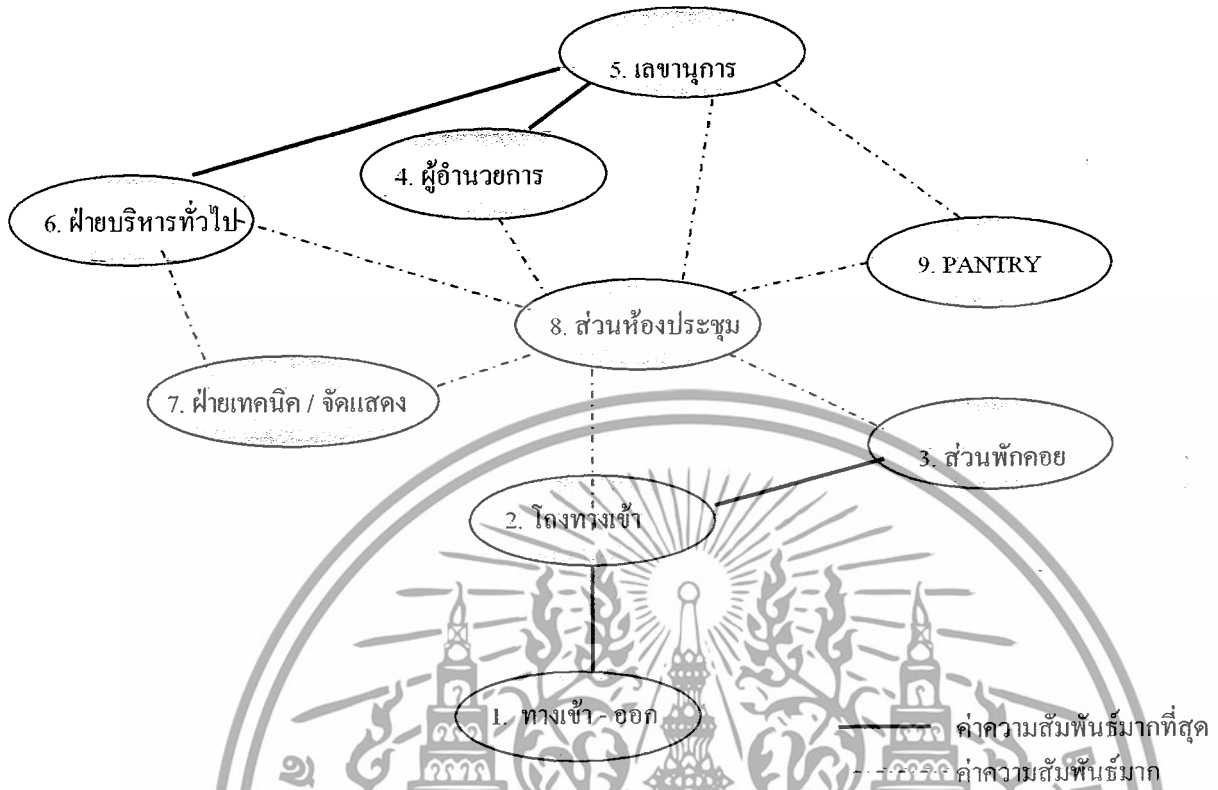 5. เลขานุการ
4. ผู้อำนวยการ
6. ฝ่ายบริหารทั่วไป
9. PANTRY
8. ส่วนห้องประชุม
7. ฝ่ายเทคนิค / จัดแสดง
3. ส่วนพักคอย
2. โถงทางเข้า
1. ทางเข้า - ออก
ค่าความสัมพันธ์มากที่สุด
ค่าความสัมพันธ์มาก